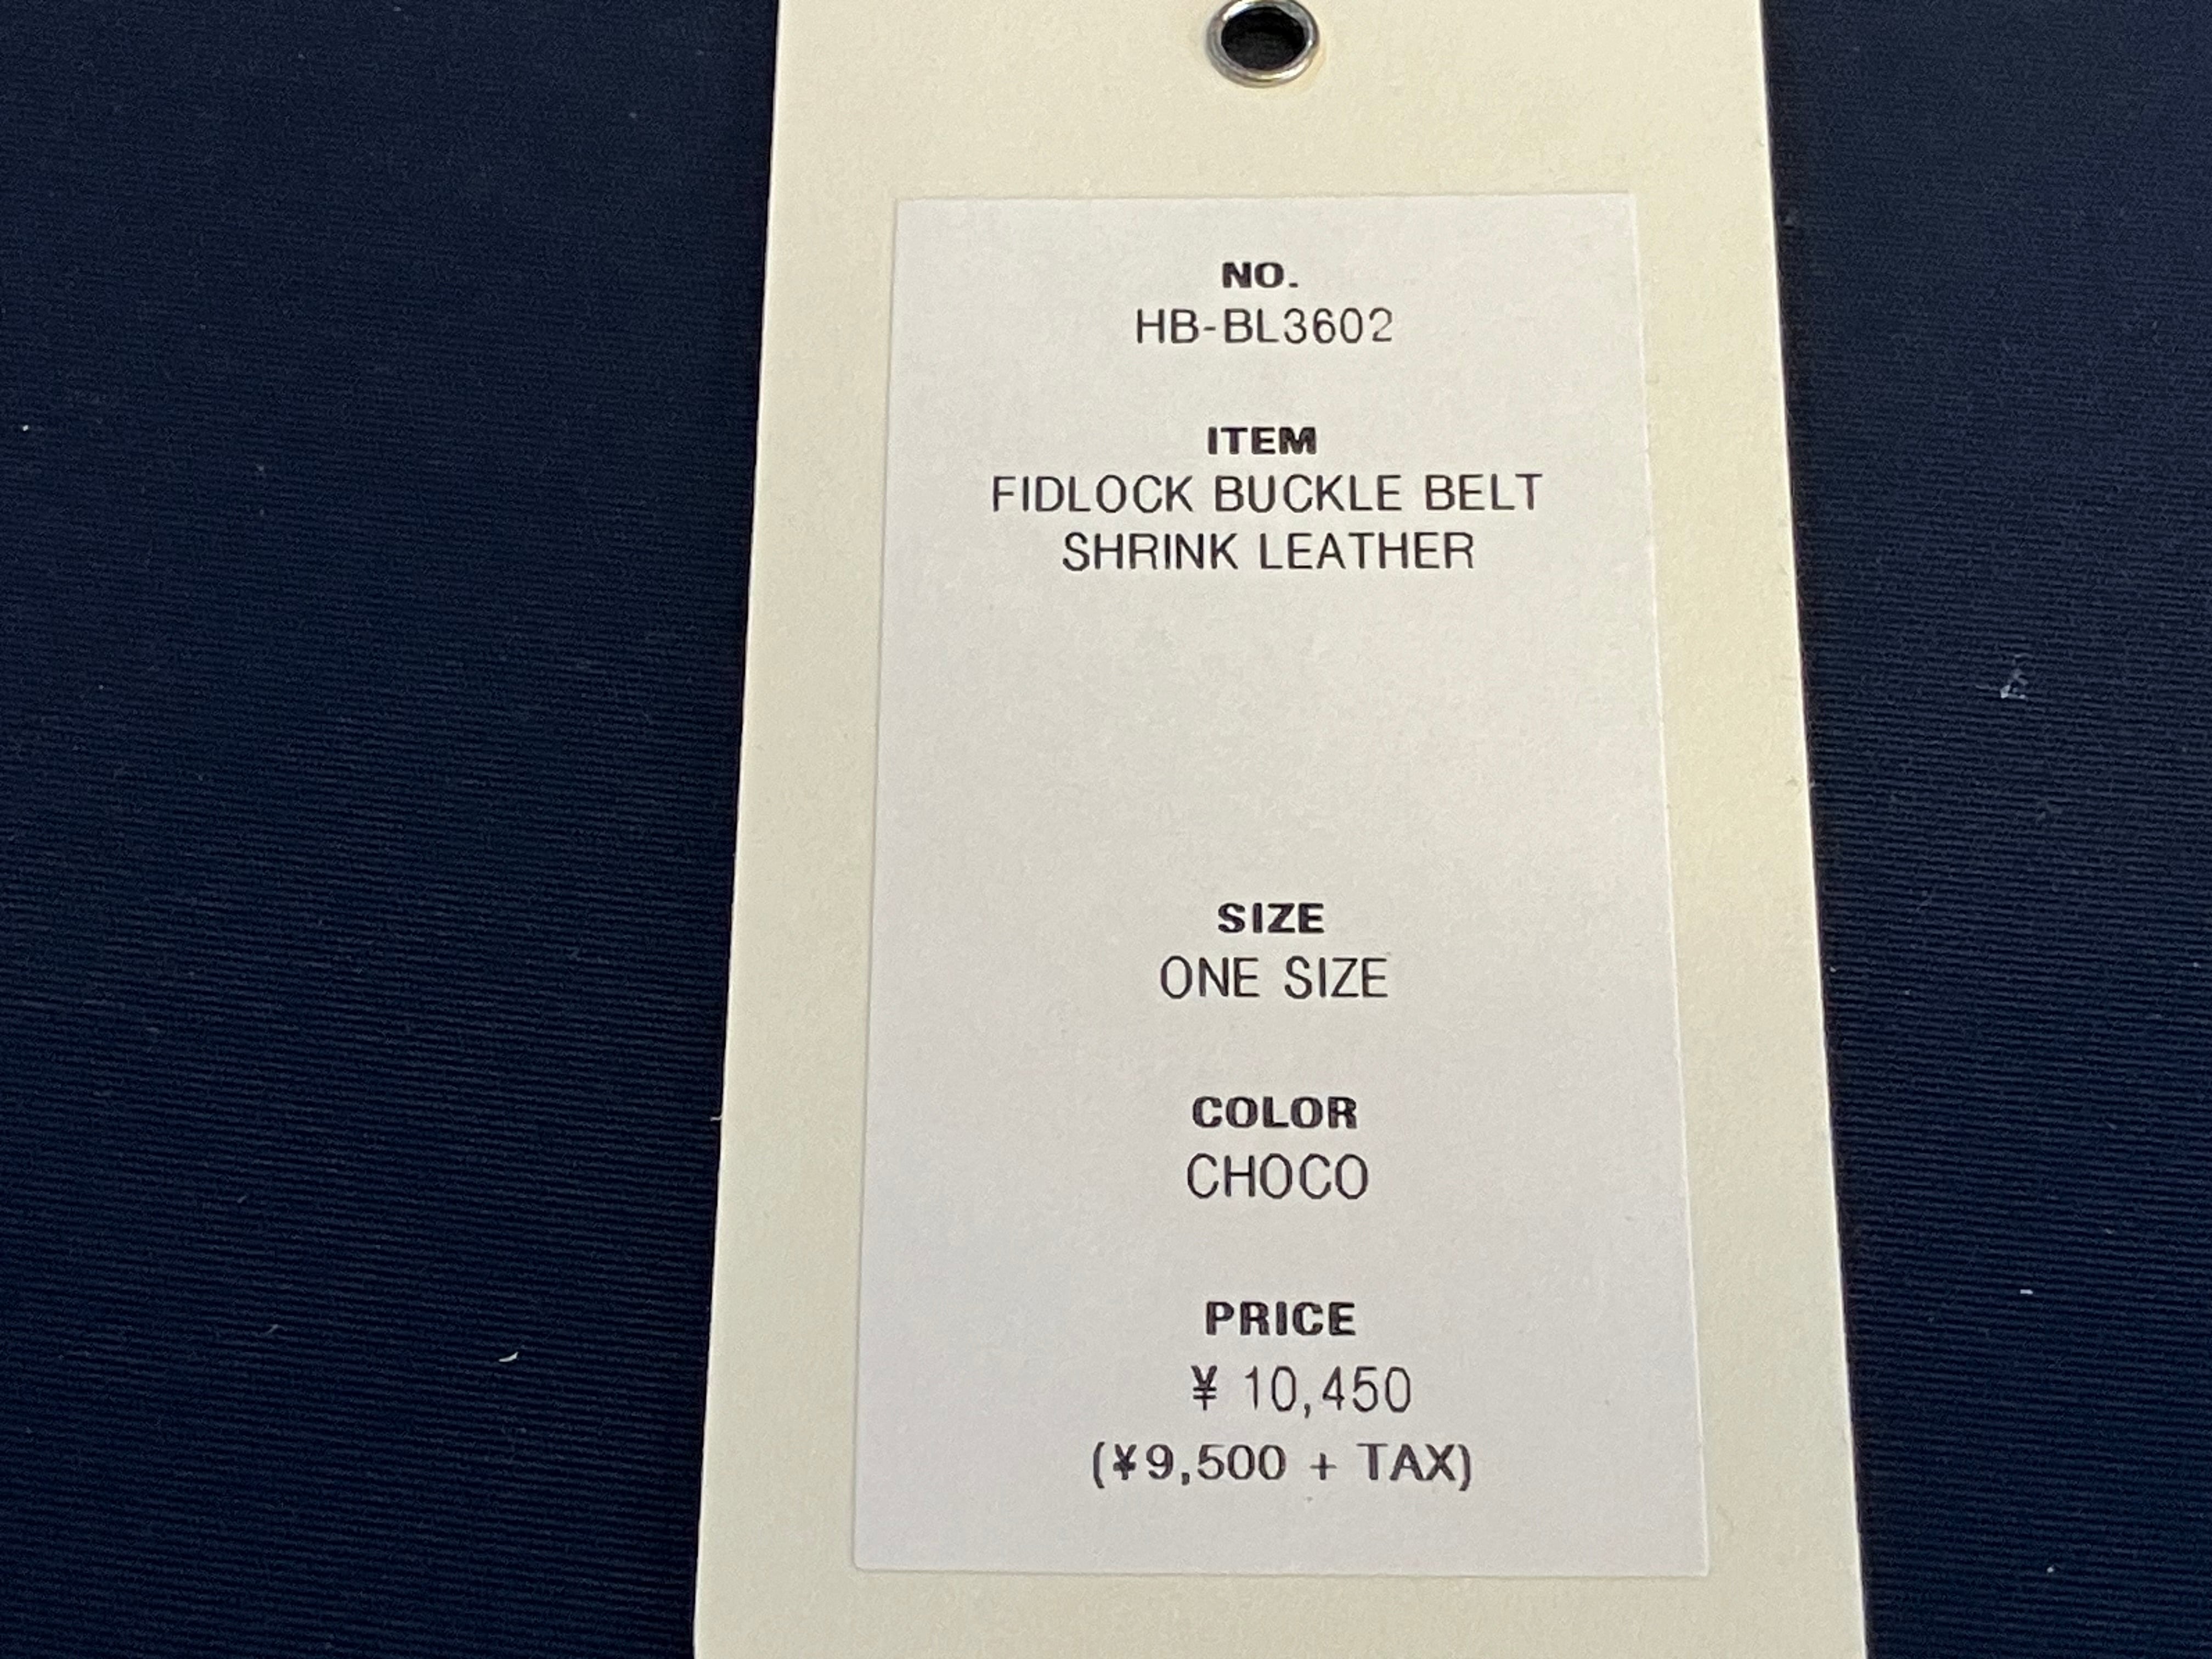 NO.
HB-BL3602
ITEM
FIDLOCK BUCKLE BELT
SHRINK LEATHER
SIZE
ONE SIZE
COLOR
CHOCO
PRICE
¥ 10,450
(¥9,500 + TAX)